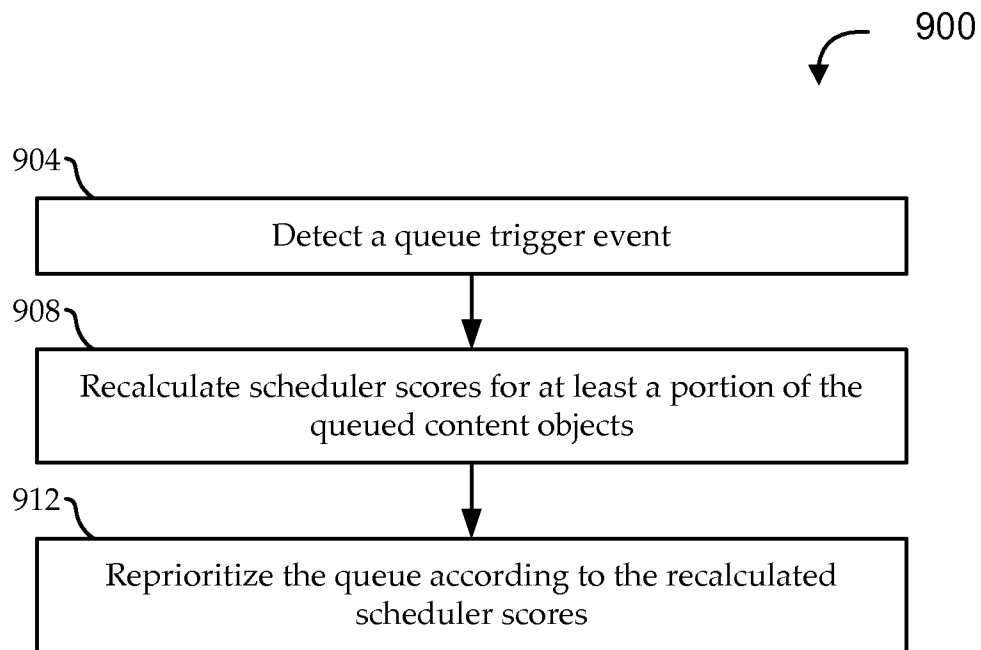 900
904
Detect a queue trigger event
908
Recalculate scheduler scores for at least a portion of the
queued content objects
912
Reprioritize the queue according to the recalculated
scheduler scores